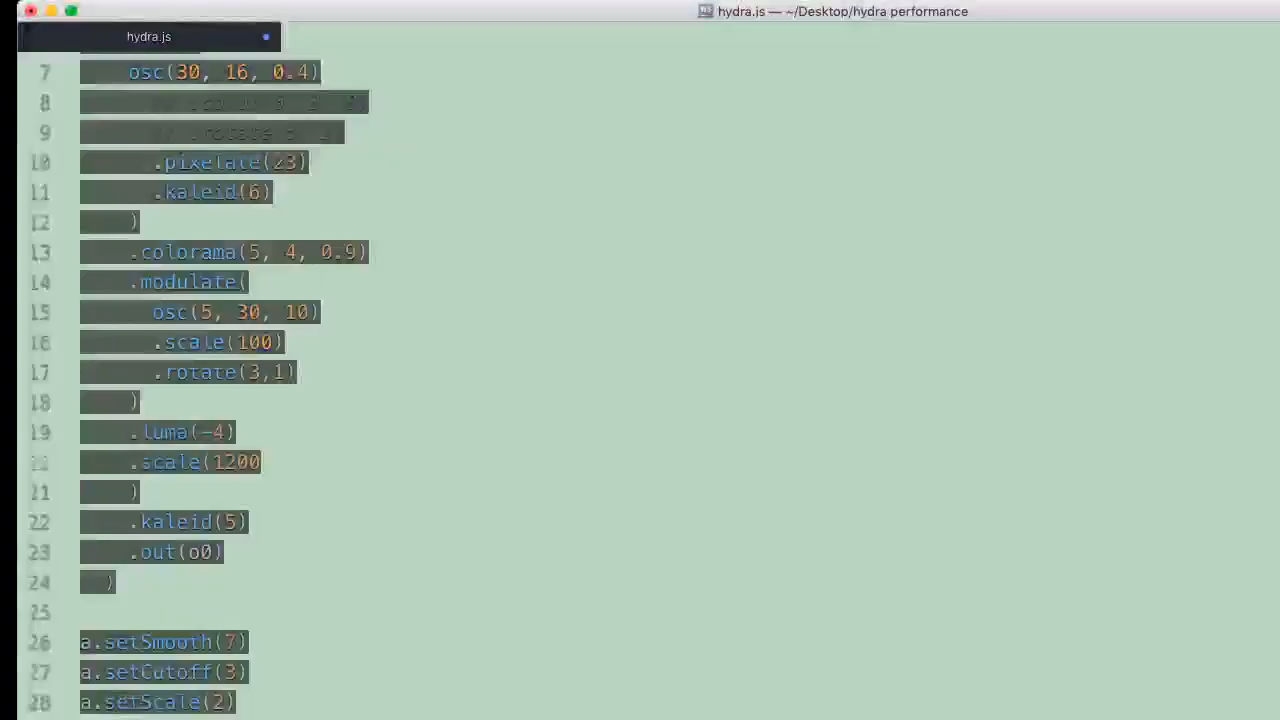 hydra.js — ~/Desktop/hydra performance
hydra.js
7 osc(30, 16, 0.4)
8 //
9 // .rotate
10 .pixelate(23)
11 .kaleid(6)
12 )
13 .colorama(5, 4, 0.9)
14 .modulate(
15 osc(5, 30, 10)
16 .scale(100)
17 .rotate(3,1)
18 )
19 .luma(-4)
.scale(1200
21 )
22 .kaleid(5)
23 .out(o0)
24 )
25
26 a.setSmooth(7)
27 a.setCutoff(3)
28 a.setScale(2)